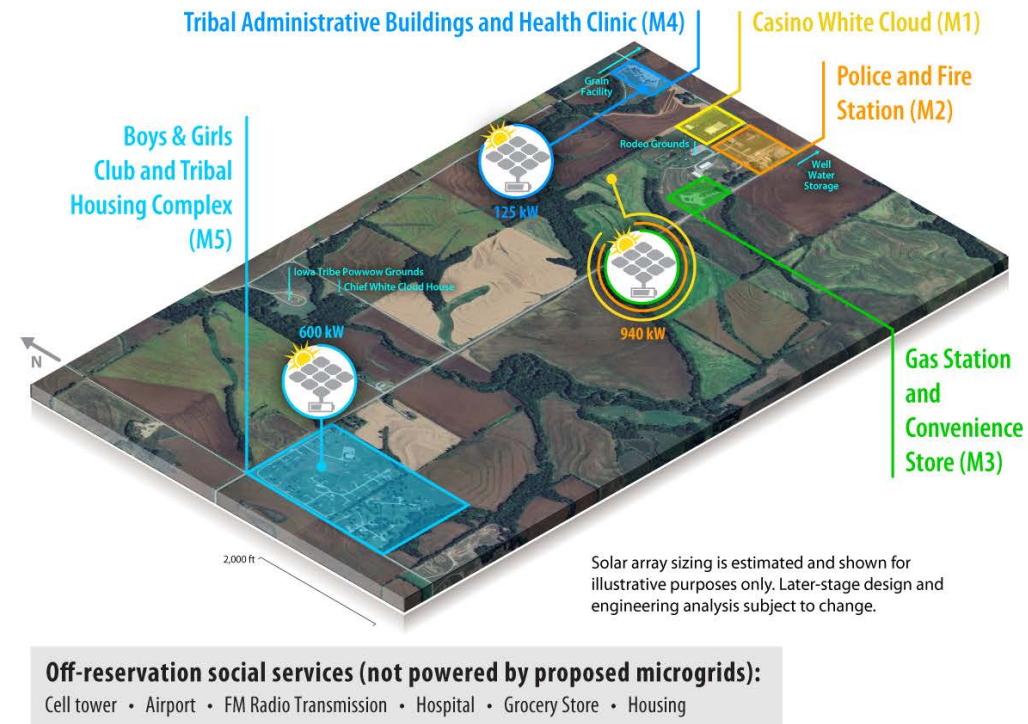 Tribal Administrative Buildings and Health Clinic (M4)
Casino White Cloud (M1)
Police and Fire
Station (M2)
Grain
Facility
Boys & Girls
Club and Tribal
Housing Complex
(M5)
Rodeo Grounds
Well
Water
Storage
125 kW
Iowa Tribe Powwow Grounds
Chief White Cloud House
600 kW
940 kW
N
Gas Station
and
Convenience
Store (M3)
2,000 ft
Solar array sizing is estimated and shown for
illustrative purposes only. Later-stage design and
engineering analysis subject to change.
Off-reservation social services (not powered by proposed microgrids):
Cell tower • Airport • FM Radio Transmission • Hospital • Grocery Store • Housing